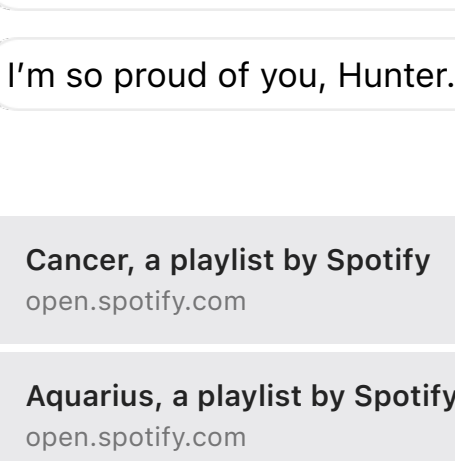 I’m so proud of you, Hunter.
Cancer, a playlist by Spotify
open.spotify.com
Aquarius, a playlist by Spotify
open.spotify.com